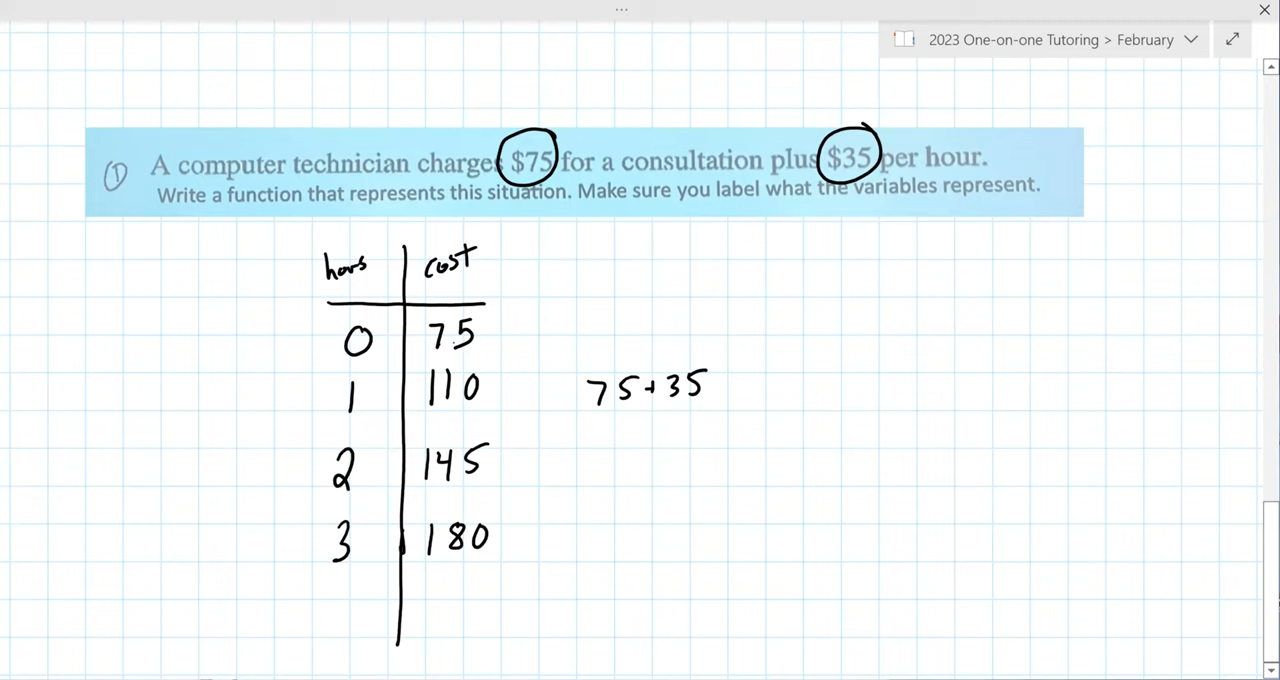 ...
2023 One-on-one Tutoring > February
① A computer technician charges $75 for a consultation plus $35 per hour.
Write a function that represents this situation. Make sure you label what the variables represent.
hours cost
0 75
1 110 75+35
2 145
3 180